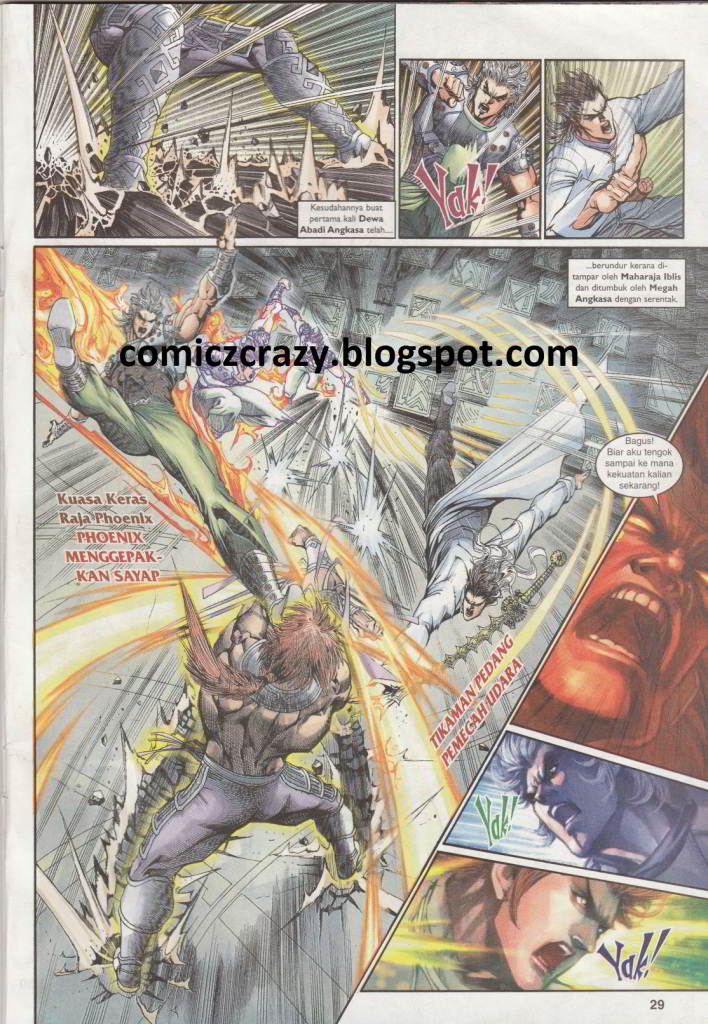 Kesudahannya buat
pertama kali Dewa
Abadi Angkasa telah....
Yak!
...berundur kerana di-
tampar oleh Maharaja Iblis
dan ditumbuk oleh Megah
Angkasa dengan serentak.
comiczcrazy.blogspot.com
Bagus!
Biar aku tengok
sampai ke mana
kekuatan kalian
sekarang!
Kuasa Keras
Raja Phoenix
PHOENIX
MENGGEPAK-
KAN SAYAP
TIKAMAN PEDANG
PEMEGAH UDARA
Yak!
Yak!
29